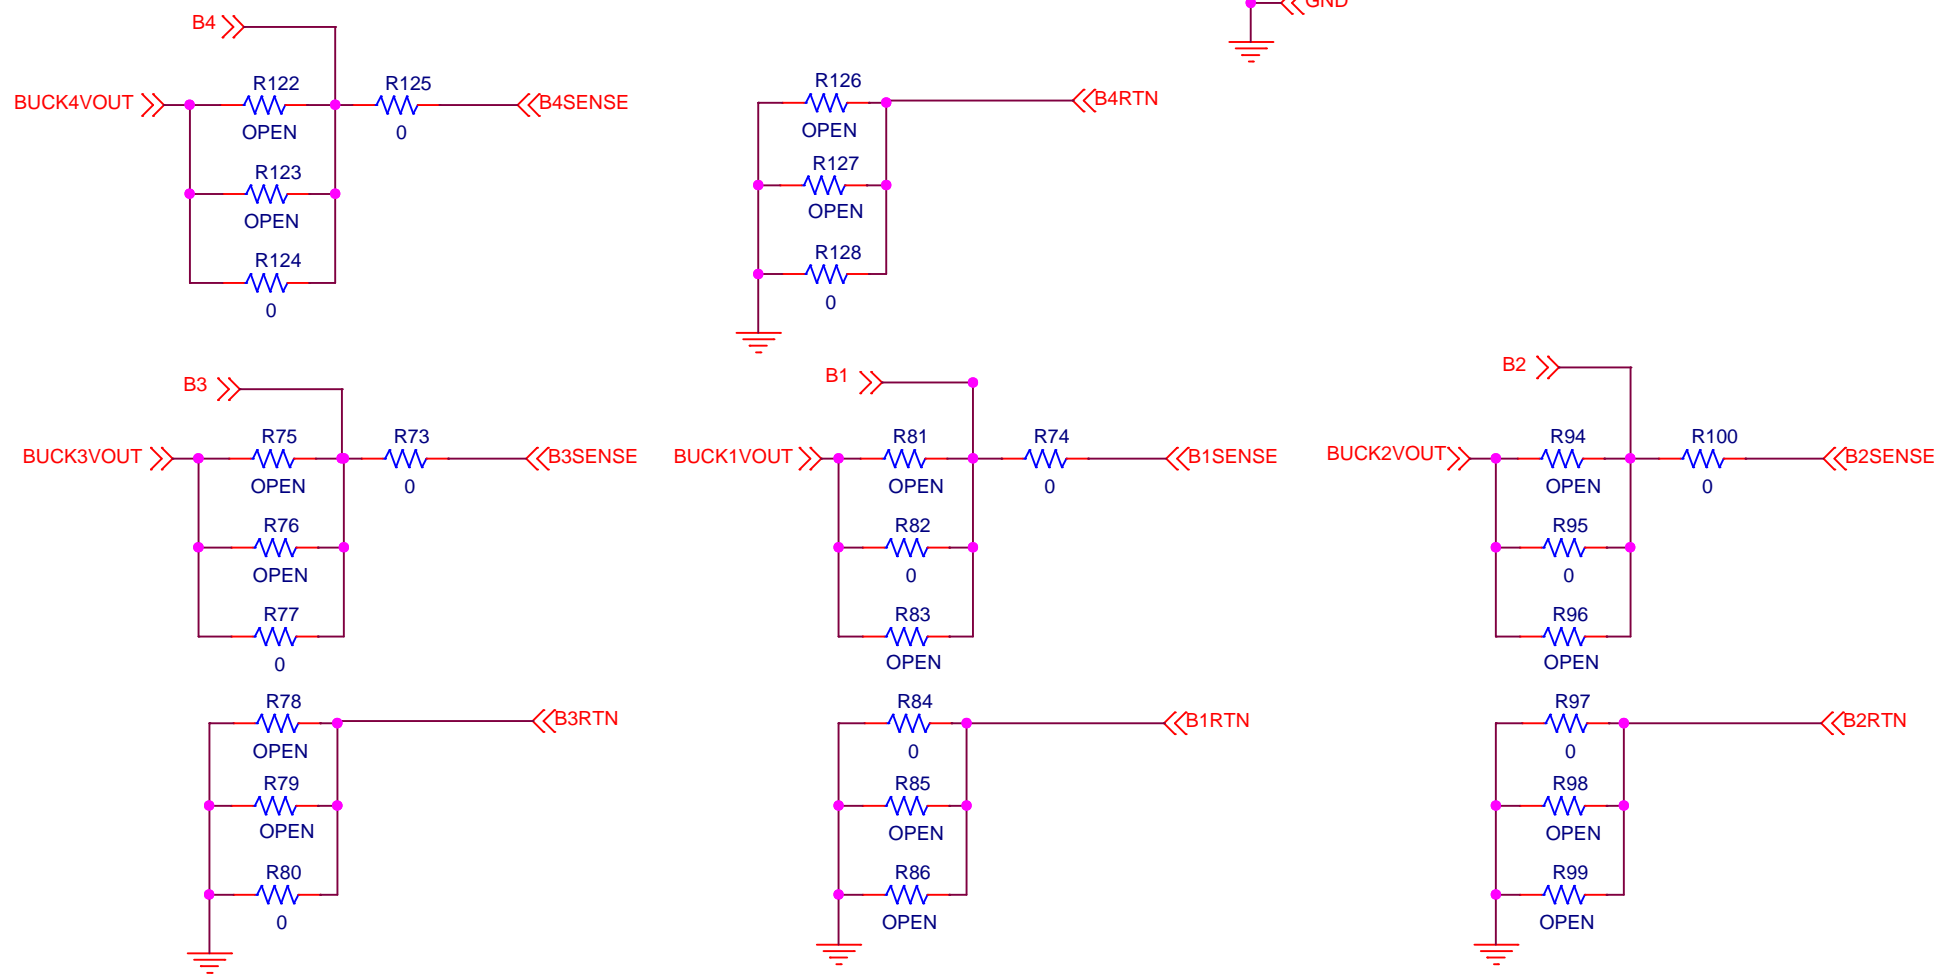 GND
B4
R122
R125
BUCK4VOUT
B4SENSE
OPEN
0
R123
OPEN
R124
0
R126
B4RTN
OPEN
R127
OPEN
R128
0
B3
R75
R73
BUCK3VOUT
B3SENSE
OPEN
0
R76
OPEN
R77
0
B1
R81
R74
BUCK1VOUT
B1SENSE
OPEN
0
R82
0
R83
OPEN
B2
R94
R100
BUCK2VOUT
B2SENSE
OPEN
0
R95
0
R96
OPEN
R78
B3RTN
OPEN
R79
OPEN
R80
0
R84
B1RTN
0
R85
OPEN
R86
OPEN
R97
B2RTN
0
R98
OPEN
R99
OPEN